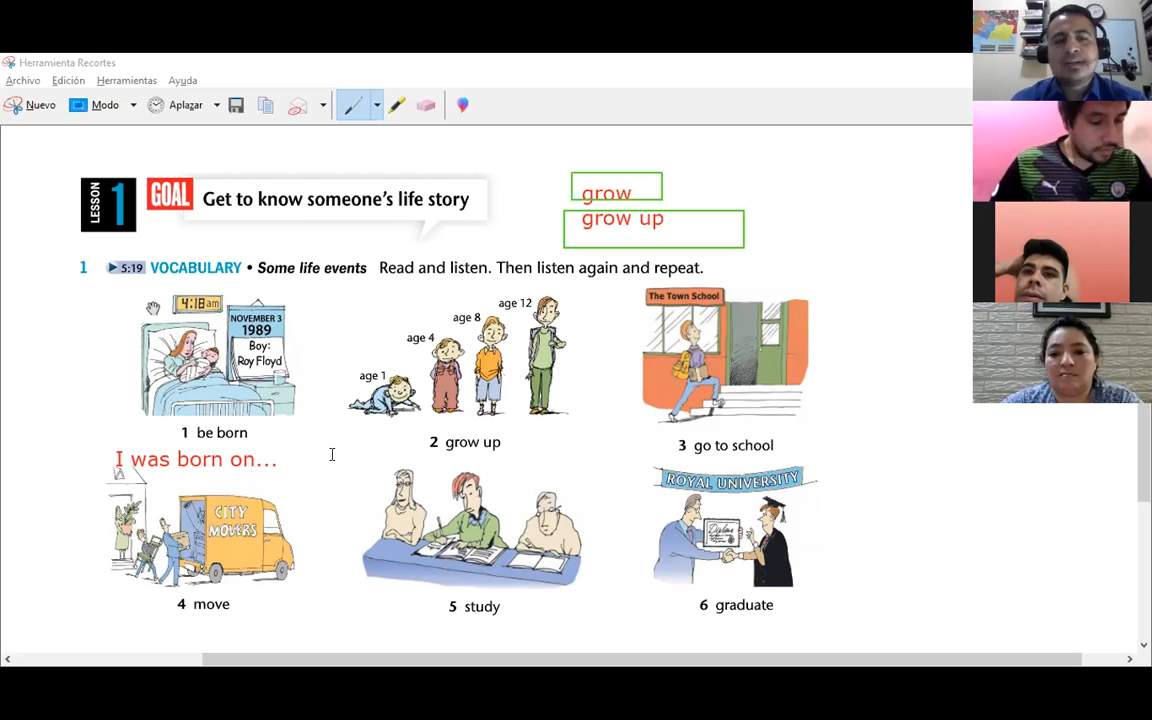 Herramienta Recortes
Archivo Edición Herramientas Ayuda
Nuevo Modo Aplazar
LESSON 1
GOAL Get to know someone's life story
grow
grow up
1 ▶ 5:19 VOCABULARY • Some life events Read and listen. Then listen again and repeat.
4:18am
NOVEMBER 3
1989
Boy:
Roy Floyd
age 1
age 4
age 8
age 12
The Town School
1 be born
2 grow up
3 go to school
I was born on...
CITY
MOVERS
ROYAL UNIVERSITY
Diploma
4 move
5 study
6 graduate